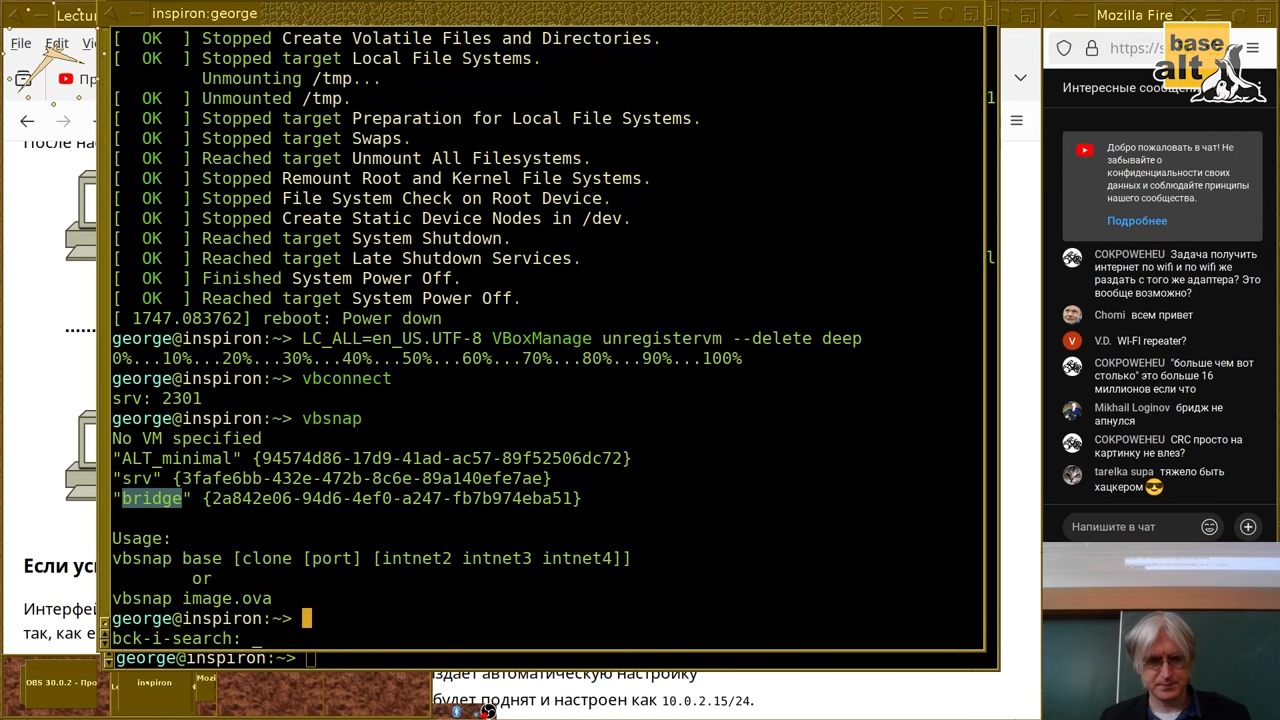 Lectur
inspiron:george
Mozilla Fire
File Edit Vi
Пр
После нас
Если ус
Интерфей
так, как е
[  OK  ] Stopped Create Volatile Files and Directories.
[  OK  ] Stopped target Local File Systems.
Unmounting /tmp...
[  OK  ] Unmounted /tmp.
[  OK  ] Stopped target Preparation for Local File Systems.
[  OK  ] Stopped target Swaps.
[  OK  ] Reached target Unmount All Filesystems.
[  OK  ] Stopped Remount Root and Kernel File Systems.
[  OK  ] Stopped File System Check on Root Device.
[  OK  ] Stopped Create Static Device Nodes in /dev.
[  OK  ] Reached target System Shutdown.
[  OK  ] Reached target Late Shutdown Services.
[  OK  ] Finished System Power Off.
[  OK  ] Reached target System Power Off.
[ 1747.083762] reboot: Power down
george@inspiron:~> LC_ALL=en_US.UTF-8 VBoxManage unregistervm --delete deep
0%...10%...20%...30%...40%...50%...60%...70%...80%...90%...100%
george@inspiron:~> vbconnect
srv: 2301
george@inspiron:~> vbsnap
No VM specified
"ALT_minimal" {94574d86-17d9-41ad-ac57-89f52506dc72}
"srv" {3fafe6bb-432e-472b-8c6e-89a140efe7ae}
"bridge" {2a842e06-94d6-4ef0-a247-fb7b974eba51}
Usage:
vbsnap base [clone [port] [intnet2 intnet3 intnet4]]
or
vbsnap image.ova
george@inspiron:~>
bck-i-search: _
george@inspiron:~>
здает автоматическую настройку
будет поднят и настроен как 10.0.2.15/24.
OBS 30.0.2 - Про
inspiron
Mozi
https://s
base
alt
Интересные сообщен
Добро пожаловать в чат! Не
забывайте о
конфиденциальности своих
данных и соблюдайте принципы
нашего сообщества.
Подробнее
COKPOWEHEU Задача получить
интернет по wifi и по wifi же
раздать с того же адаптера? Это
вообще возможно?
Chomi всем привет
V
V.D. WI-FI repeater?
COKPOWEHEU "больше чем вот
столько" это больше 16
миллионов если что
Mikhail Loginov бридж не
апнулся
COKPOWEHEU CRC просто на
картинку не влез?
tarelka supa тяжело быть
хацкером
Напишите в чат